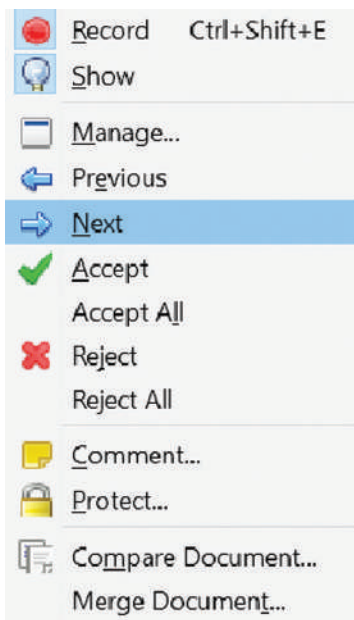 Record Ctrl+Shift+E
Show
Manage...
Previous
Next
Accept
Accept All
Reject
Reject All
Comment...
Protect...
Compare Document...
Merge Document...